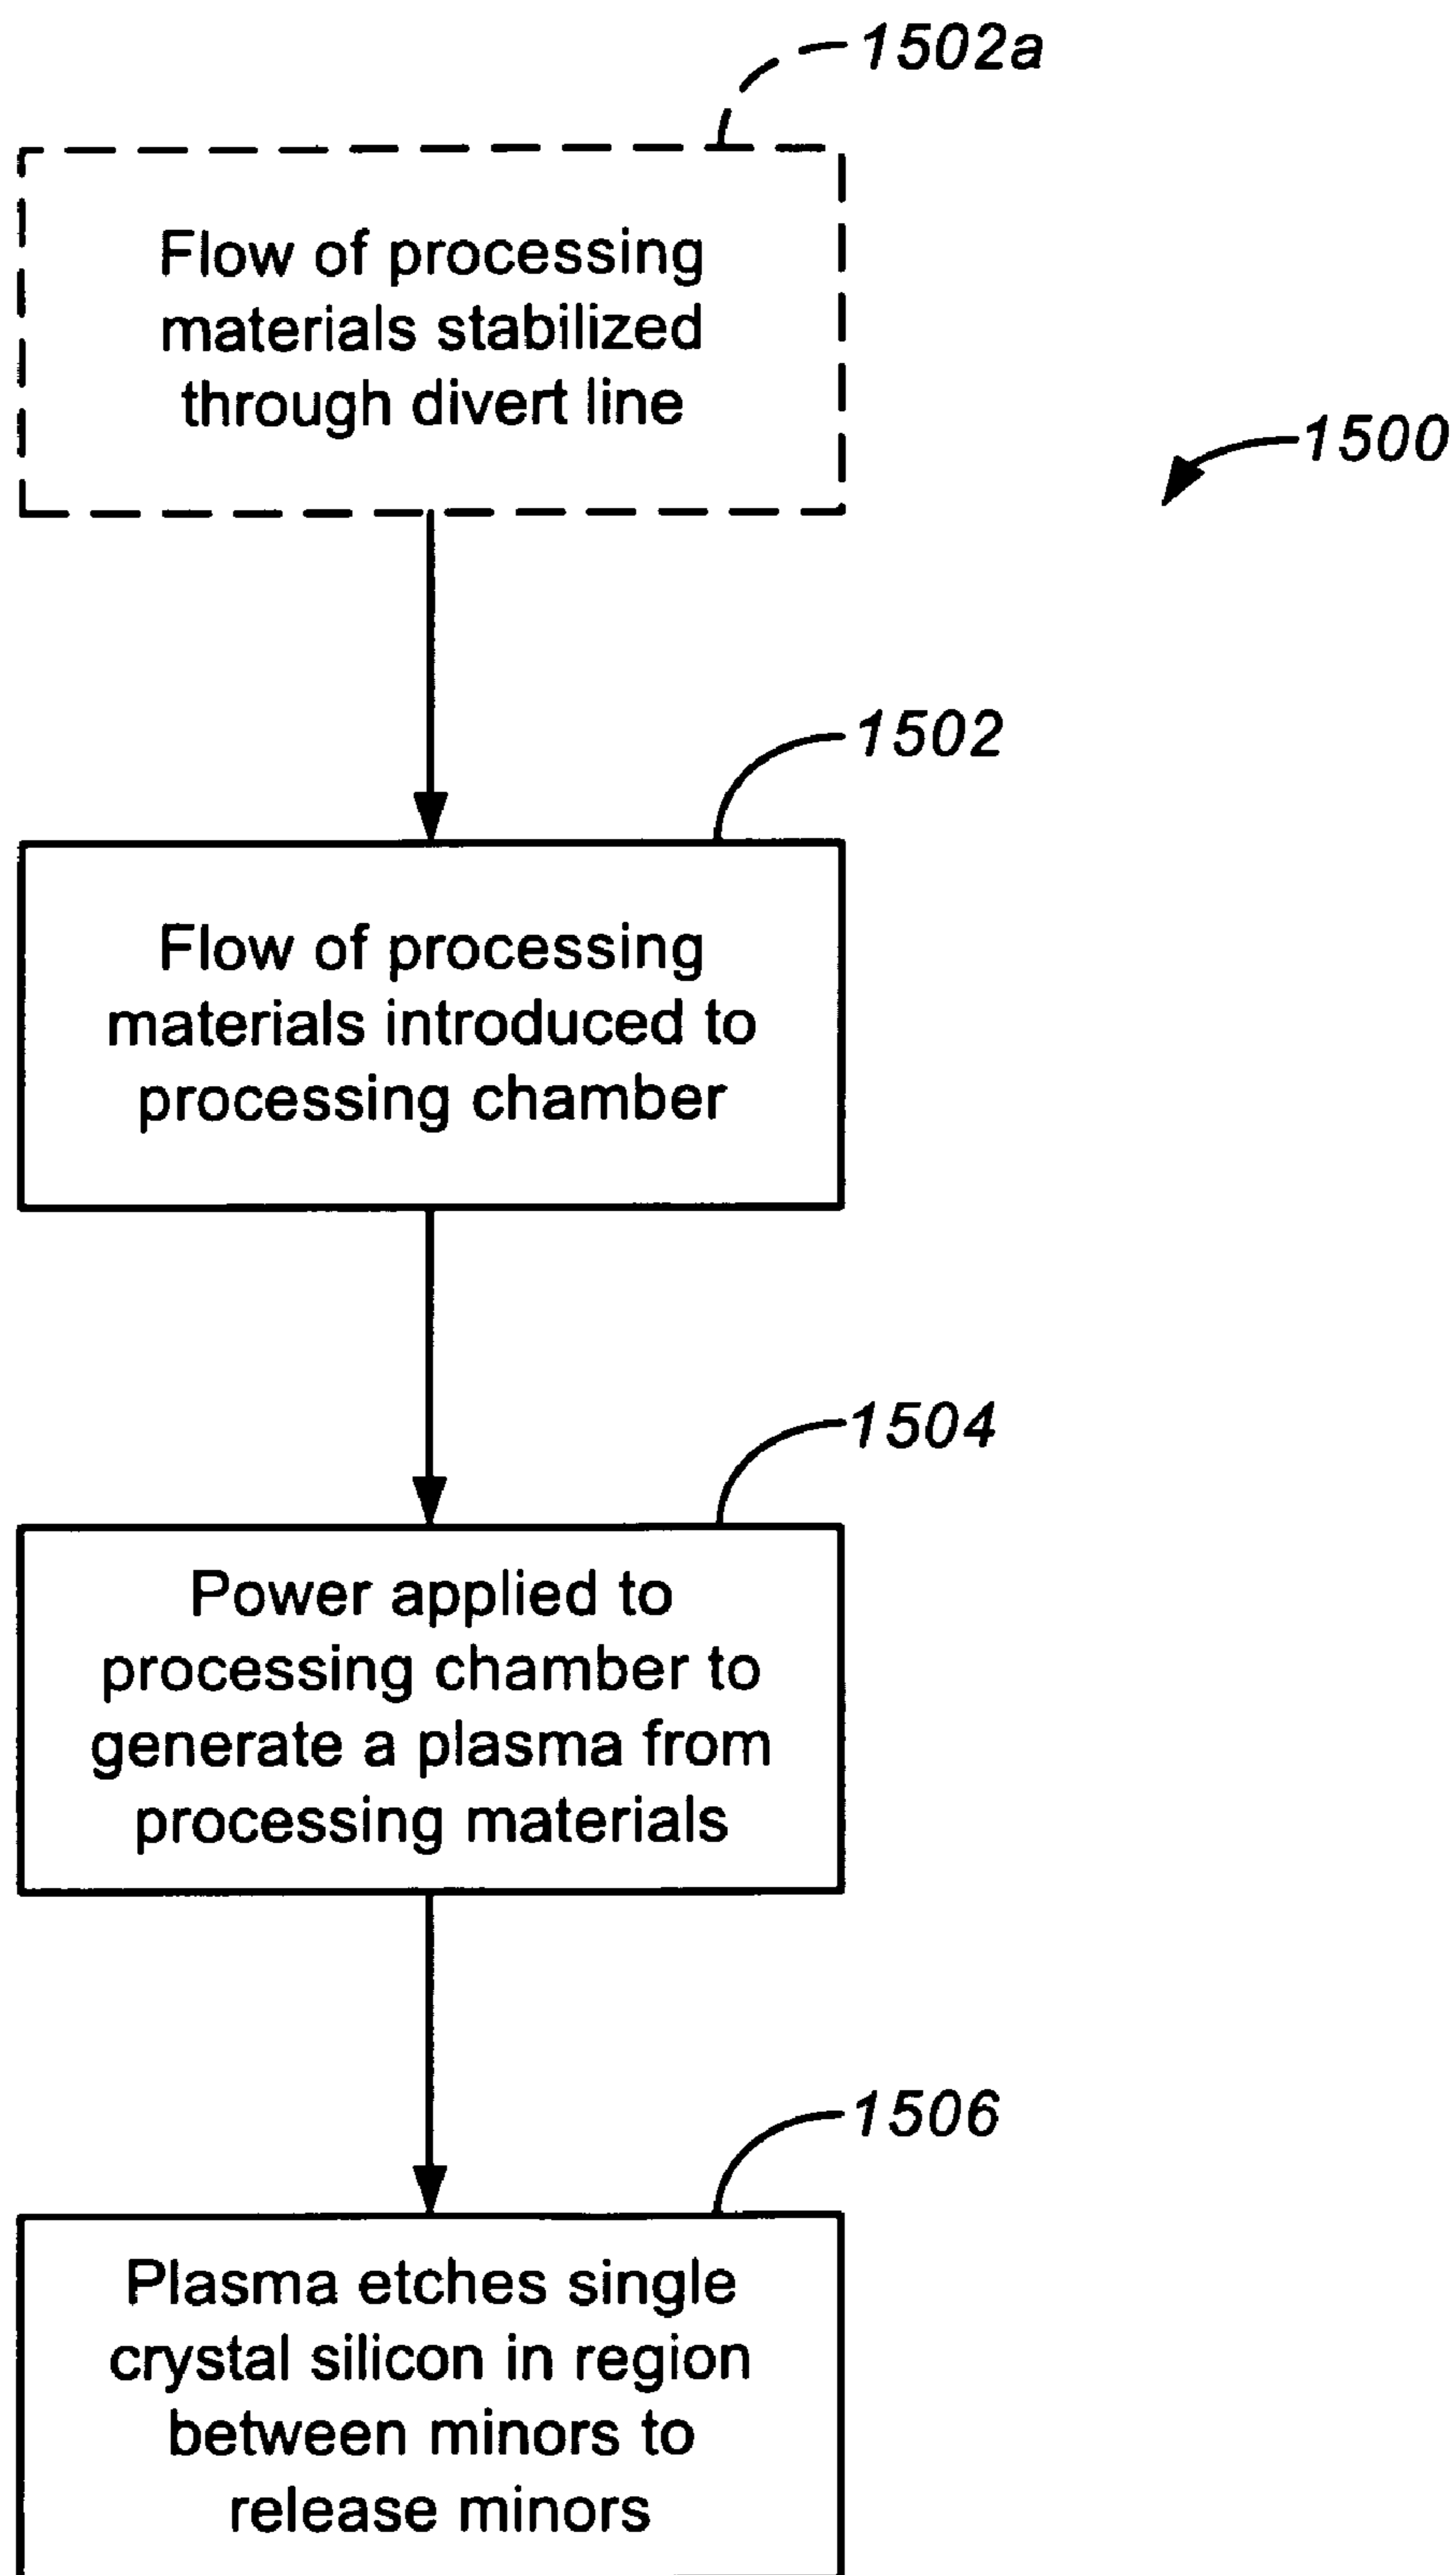 1502a
Flow of processing
materials stabilized
through divert line
1500
1502
Flow of processing
materials introduced to
processing chamber
1504
Power applied to
processing chamber to
generate a plasma from
processing materials
1506
Plasma etches single
crystal silicon in region
between minors to
release minors